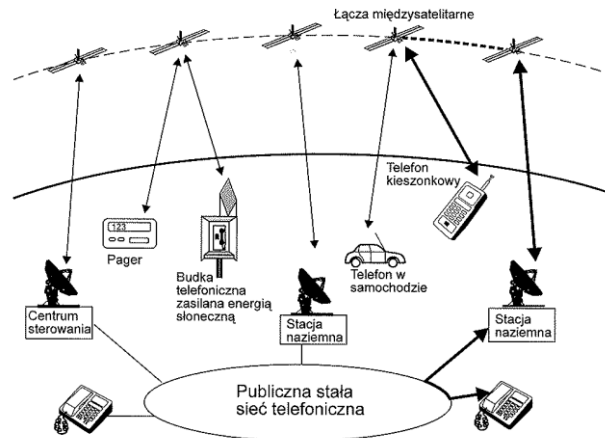 Łącza międzysatelitarne
Telefon
kieszonkowy
123
Pager
Budka
telefoniczna
zasilana energią
słoneczną
Telefon w
samochodzie
Centrum
sterowania
Stacja
naziemna
Stacja
naziemna
Publiczna stała
sieć telefoniczna